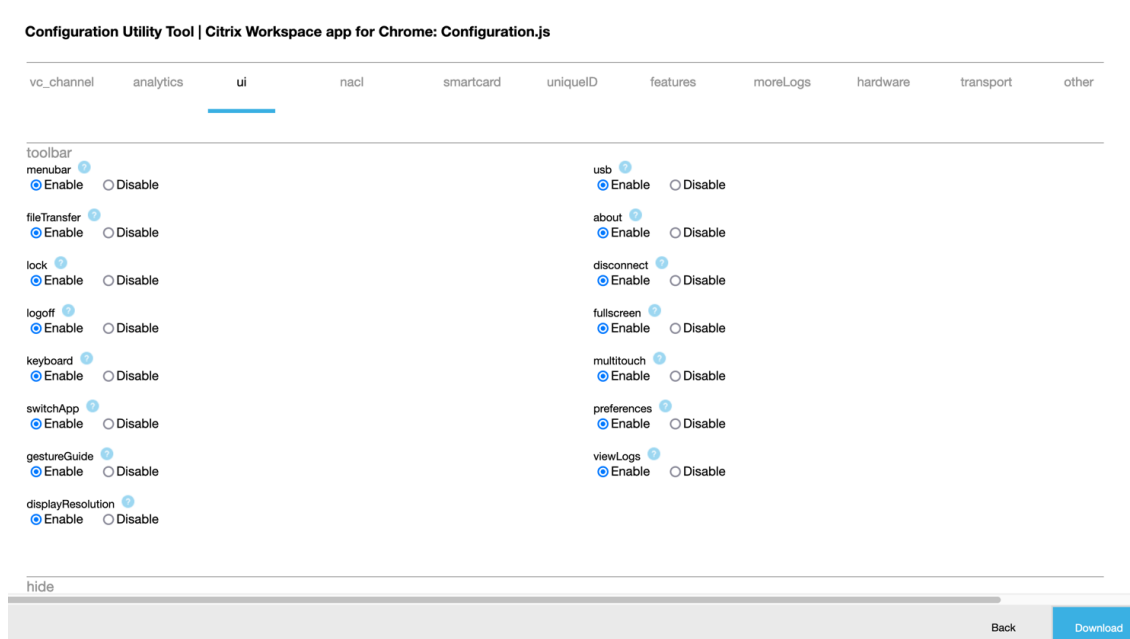 Configuration Utility Tool | Citrix Workspace app for Chrome: Configuration.js
vc_channel analytics ui nacl smartcard uniqueID features moreLogs hardware transport other
toolbar
menubar ?
Enable Disable
fileTransfer ?
Enable Disable
lock ?
Enable Disable
logoff ?
Enable Disable
keyboard ?
Enable Disable
switchApp ?
Enable Disable
gestureGuide ?
Enable Disable
displayResolution ?
Enable Disable
usb ?
Enable Disable
about ?
Enable Disable
disconnect ?
Enable Disable
fullscreen ?
Enable Disable
multitouch ?
Enable Disable
preferences ?
Enable Disable
viewLogs ?
Enable Disable
hide
Back Download